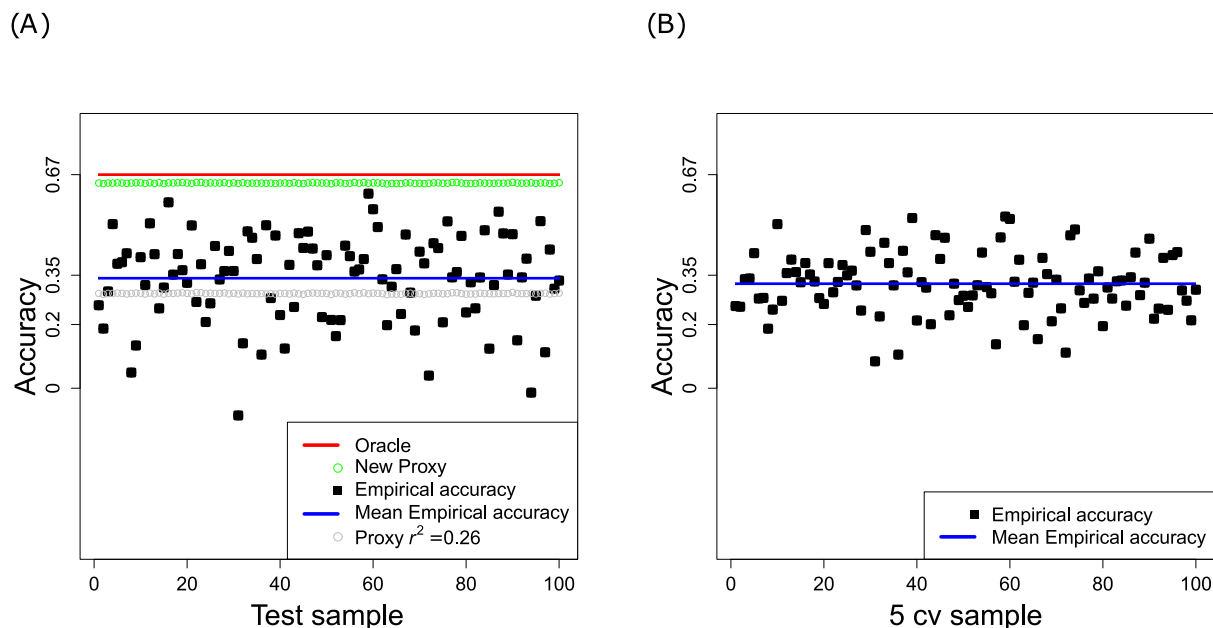 (A)
Accuracy
0.67
0.35
0.2
0
Oracle
New Proxy
Empirical accuracy
Mean Empirical accuracy
Proxy r² =0.26
0 20 40 60 80 100
Test sample
(B)
Accuracy
0.67
0.35
0.2
0
Empirical accuracy
Mean Empirical accuracy
0 20 40 60 80 100
5 cv sample